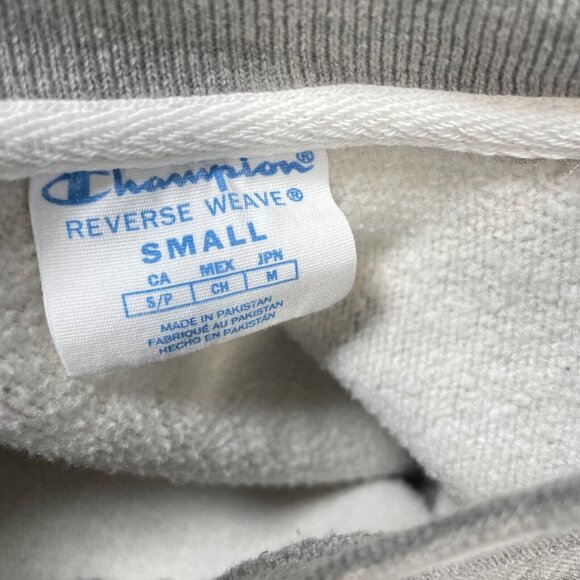 Champion®
REVERSE WEAVE®
SMALL
CA MEX JPN
S/P CH M
MADE IN PAKISTAN
FABRIQUÉ AU PAKISTAN
HECHO EN PAKISTAN